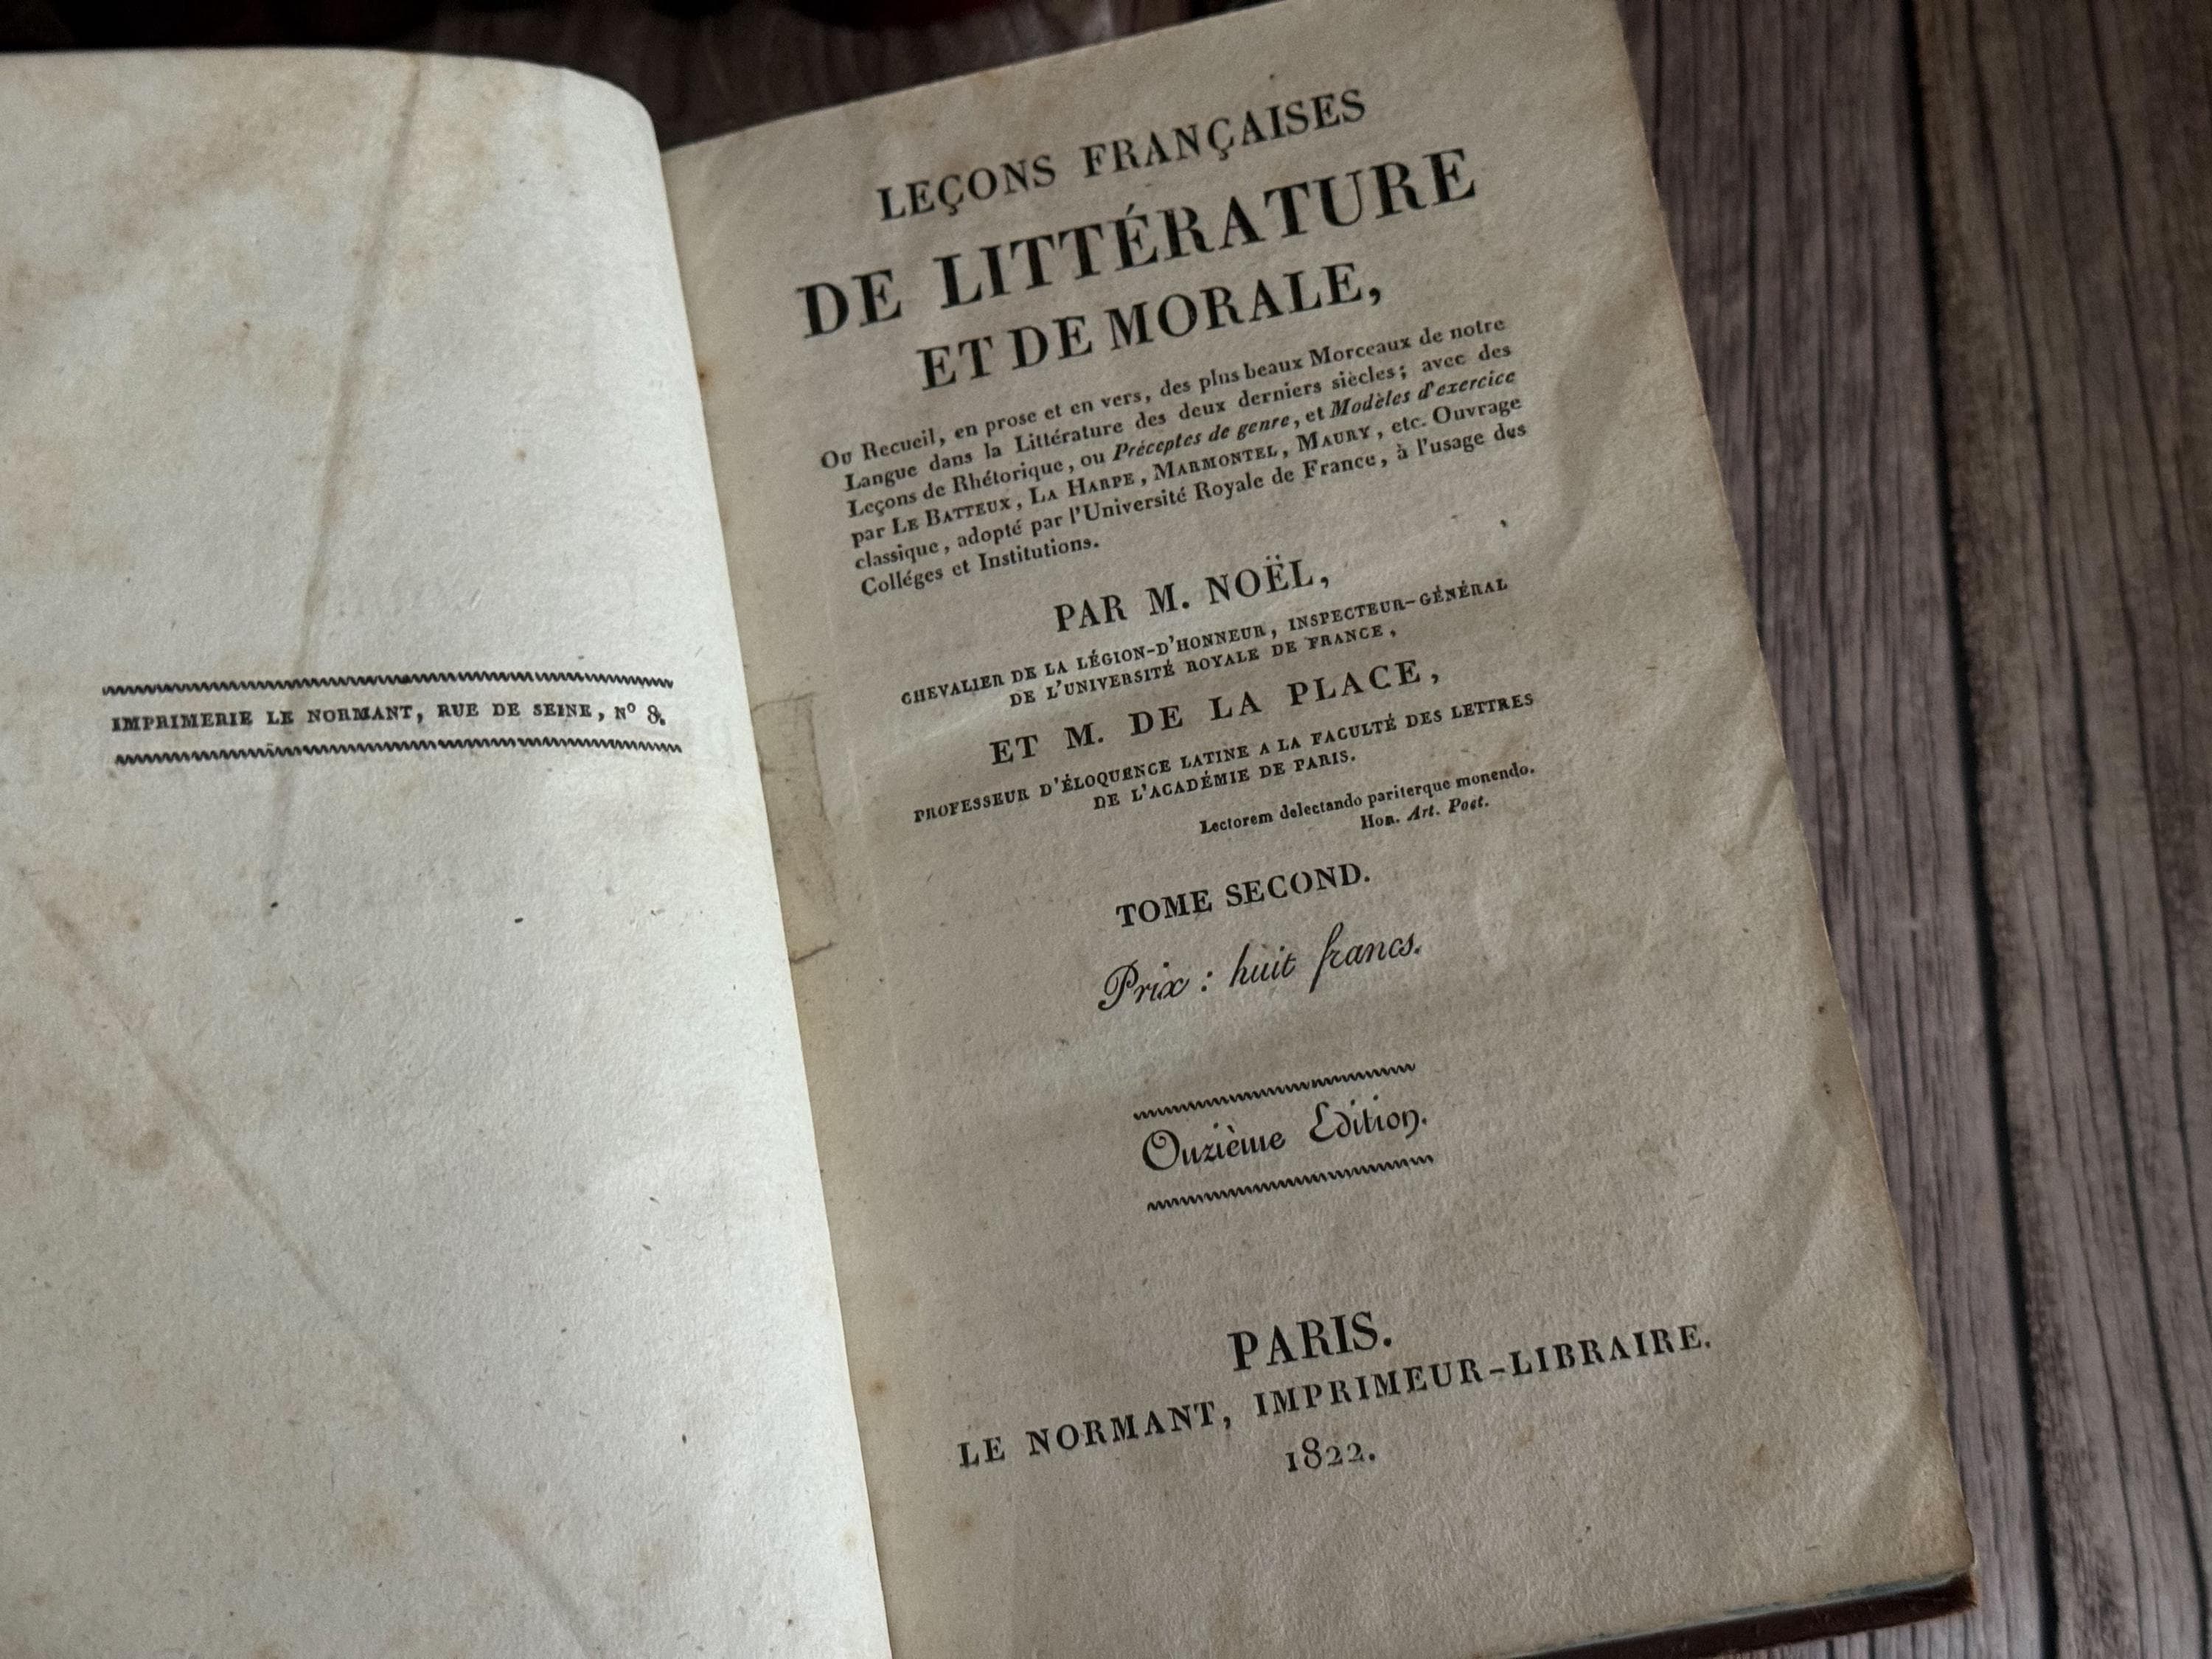 IMPRIMERIE LE NORMANT, RUE DE SEINE, N° 8.
LEÇONS FRANÇAISES
DE LITTÉRATURE
ET DE MORALE,
Ou Recueil, en prose et en vers, des plus beaux Morceaux de notre
Langue dans la Littérature des deux derniers siècles; avec des
Leçons de Rhétorique, ou Préceptes de genre, et Modèles d'exercice
par LE BATTEUX, LA HARPE, MARMONTEL, MAURY, etc. Ouvrage
classique, adopté par l'Université Royale de France, à l'usage des
Colléges et Institutions.
PAR M. NOËL,
CHEVALIER DE LA LÉGION-D'HONNEUR, INSPECTEUR-GÉNÉRAL
DE L'UNIVERSITÉ ROYALE DE FRANCE,
ET M. DE LA PLACE,
PROFESSEUR D'ÉLOQUENCE LATINE A LA FACULTÉ DES LETTRES
DE L'ACADÉMIE DE PARIS.
Lectorem delectando pariterque monendo.
Hor. Art. Poet.
TOME SECOND.
Prix : huit francs.
Onzième Edition.
PARIS.
LE NORMANT, IMPRIMEUR-LIBRAIRE.
1822.